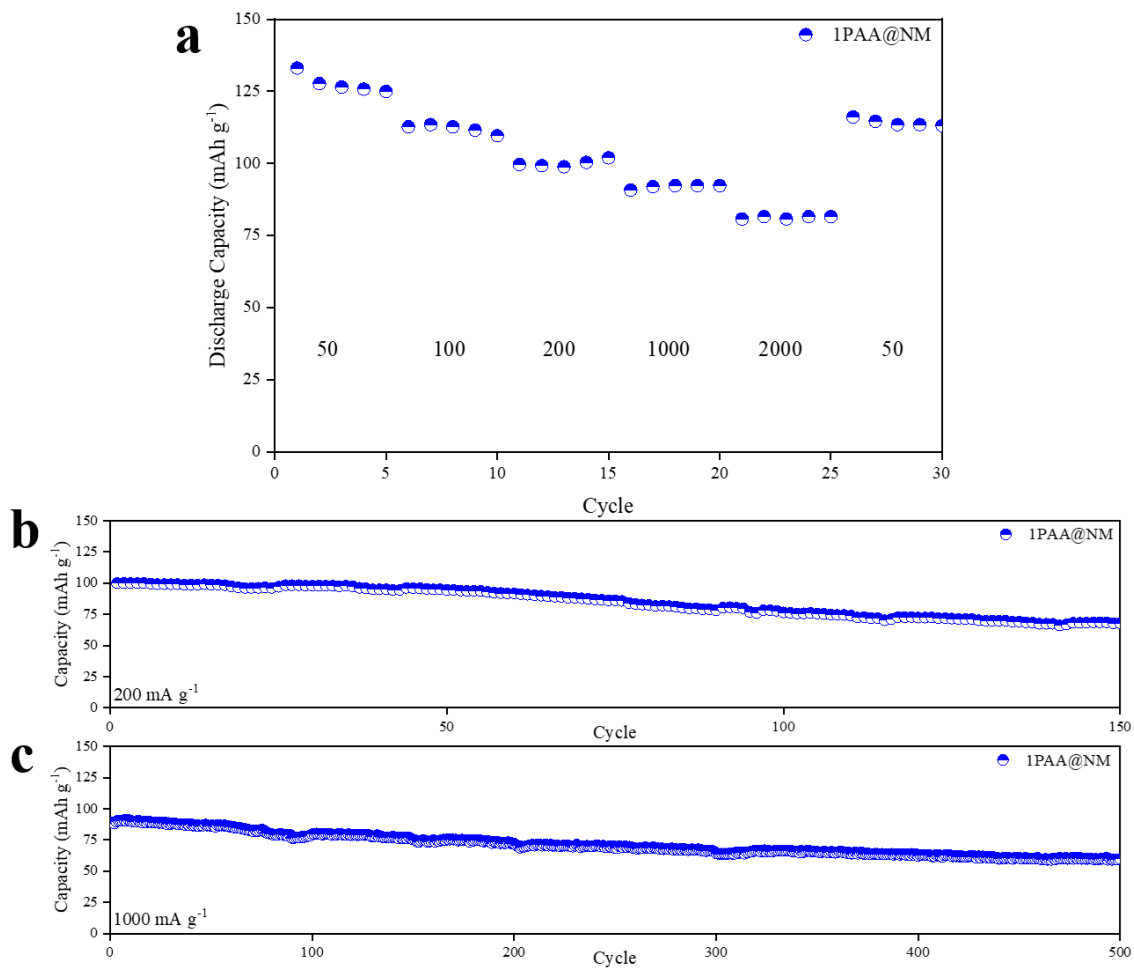 a
150
125
100
75
50
25
0
Discharge Capacity (mAh g⁻¹)
1PAA@NM
50 100 200 1000 2000 50
0 5 10 15 20 25 30
Cycle
b
150
125
100
75
50
25
0
Capacity (mAh g⁻¹)
1PAA@NM
200 mA g⁻¹
0 50 100 150
Cycle
c
150
125
100
75
50
25
0
Capacity (mAh g⁻¹)
1PAA@NM
1000 mA g⁻¹
0 100 200 300 400 500
Cycle